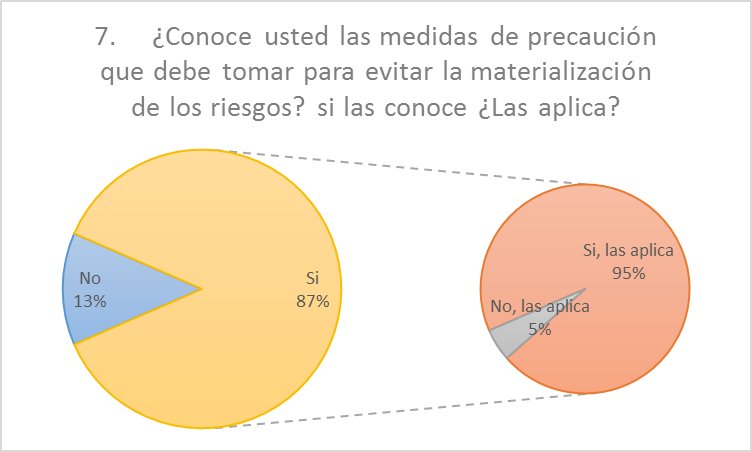 7. ¿Conoce usted las medidas de precaución
que debe tomar para evitar la materialización
de los riesgos? si las conoce ¿Las aplica?
No
13%
Si
87%
Si, las aplica
95%
No, las aplica
5%